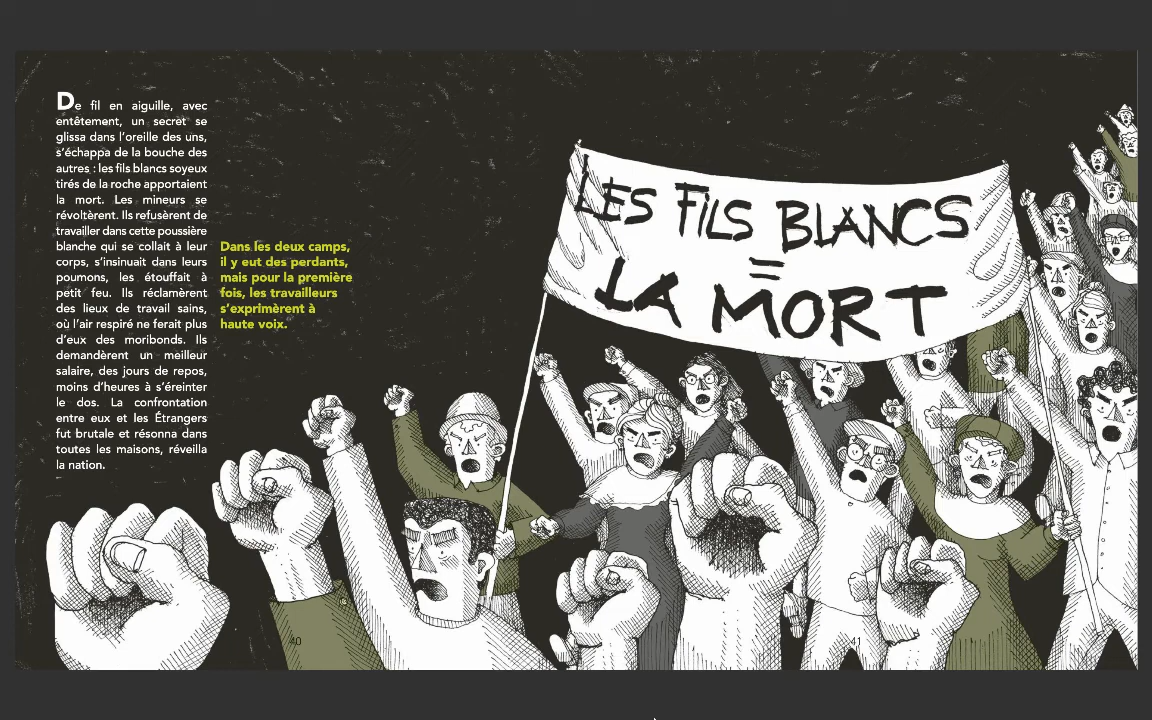 De fil en aiguille, avec
entêtement, un secret se
glissa dans l'oreille des uns,
s'échappa de la bouche des
autres : les fils blancs soyeux
tirés de la roche apportaient
la mort. Les mineurs se
révoltèrent. Ils refusèrent de
travailler dans cette poussière
blanche qui se collait à leur
corps, s'insinuait dans leurs
poumons, les étouffait à
petit feu. Ils réclamèrent
des lieux de travail sains,
où l'air respiré ne ferait plus
d'eux des moribonds. Ils
demandèrent un meilleur
salaire, des jours de repos,
moins d'heures à s'éreinter
le dos. La confrontation
entre eux et les Étrangers
fut brutale et résonna dans
toutes les maisons, réveilla
la nation.
Dans les deux camps,
il y eut des perdants,
mais pour la première
fois, les travailleurs
s'exprimèrent à
haute voix.
LES FILS BLANCS
=
LA MORT
40
41